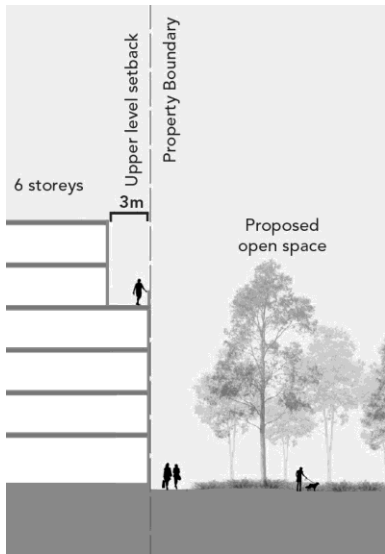 Upper level setback
Property Boundary
6 storeys
3m
Proposed
open space